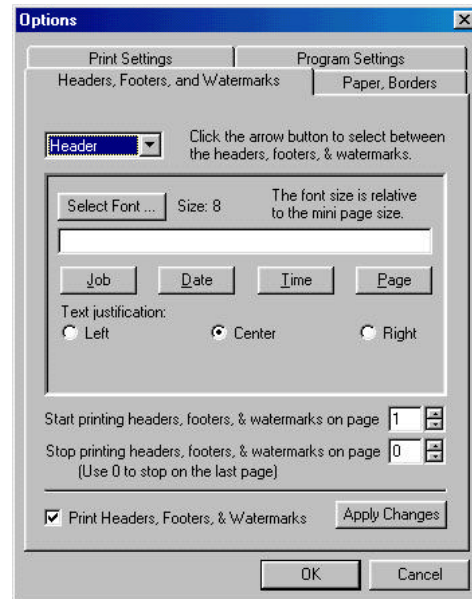 Options
Print Settings
Program Settings
Headers, Footers, and Watermarks
Paper, Borders
Header
Click the arrow button to select between
the headers, footers, & watermarks.
Select Font ...
Size: 8
The font size is relative
to the mini page size.
Job
Date
Time
Page
Text justification:
Left
Center
Right
Start printing headers, footers, & watermarks on page 1
Stop printing headers, footers, & watermarks on page 0
(Use 0 to stop on the last page)
Print Headers, Footers, & Watermarks
Apply Changes
OK
Cancel